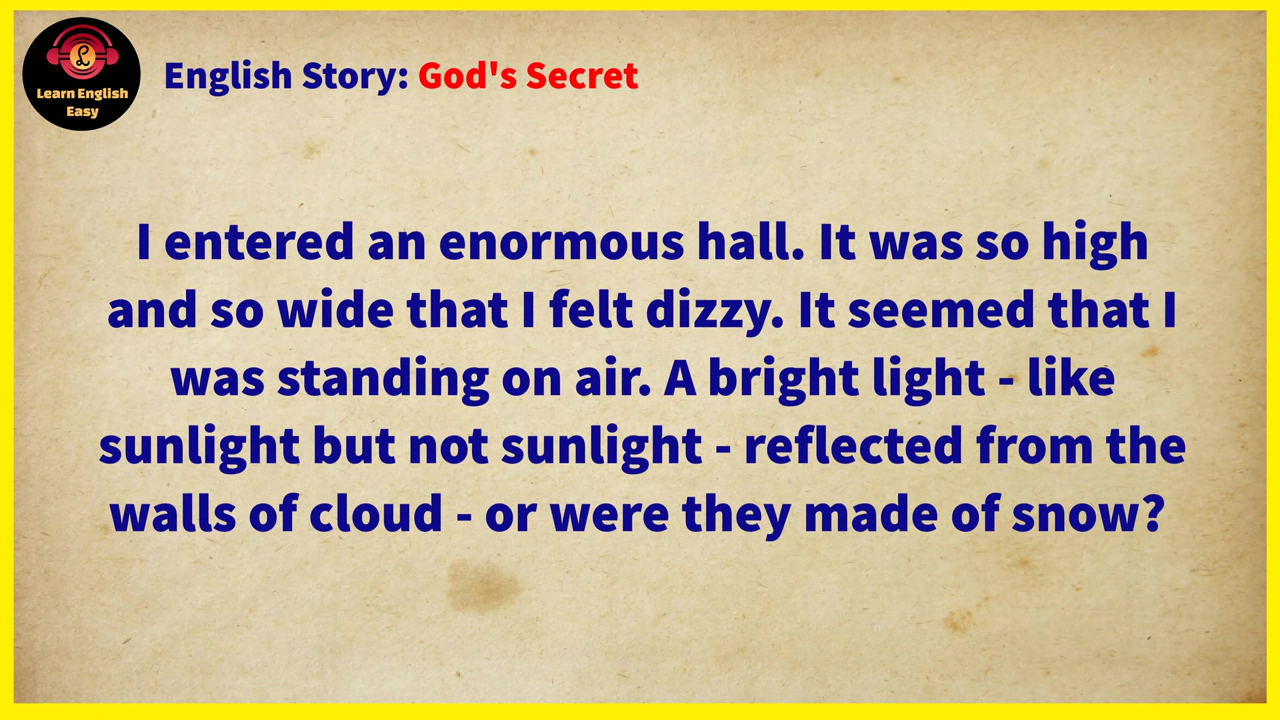 Learn English
Easy
English Story: God's Secret
I entered an enormous hall. It was so high
and so wide that I felt dizzy. It seemed that I
was standing on air. A bright light - like
sunlight but not sunlight - reflected from the
walls of cloud - or were they made of snow?